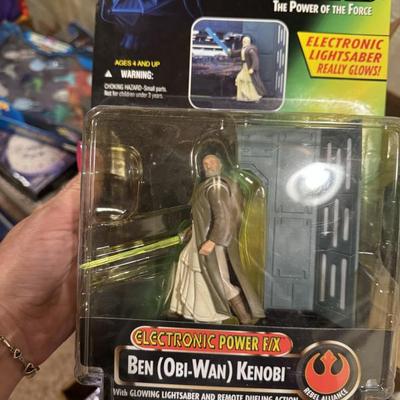 THE POWER OF THE FORCE
ELECTRONIC
LIGHTSABER
REALLY GLOWS!
AGES 4 AND UP
WARNING:
CHOKING HAZARD-Small parts.
Not for children under 3 years.
ELECTRONIC POWER F/X™
BEN (OBI-WAN) KENOBI™
WITH GLOWING LIGHTSABER AND REMOTE DUELING ACTION
REBEL ALLIANCE